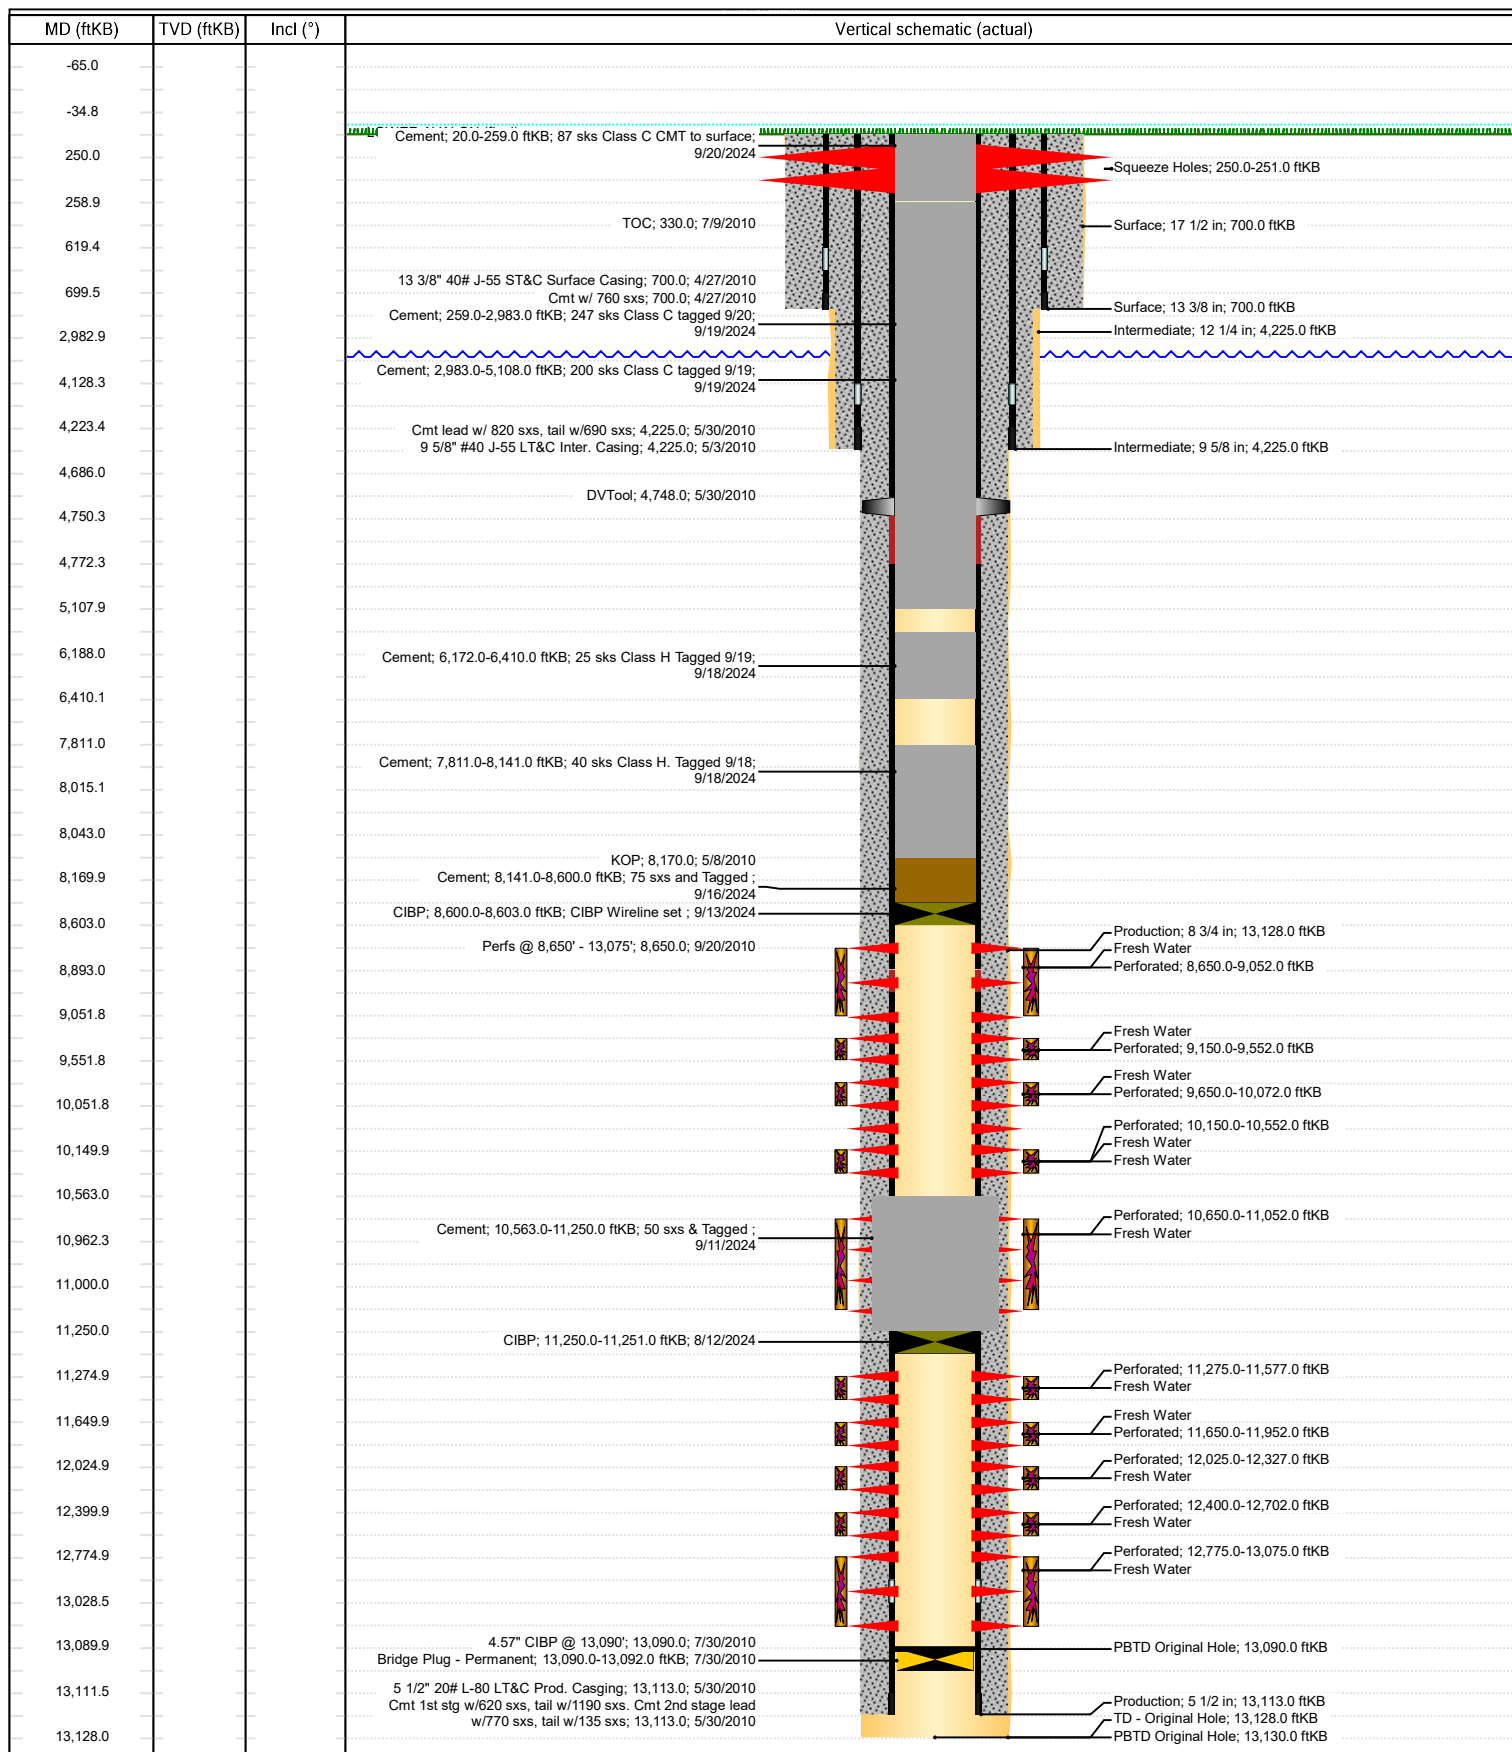 MD (ftKB)
TVD (ftKB)
Incl (°)
Vertical schematic (actual)
-65.0
-34.8
250.0
258.9
619.4
699.5
2,982.9
4,128.3
4,223.4
4,686.0
4,750.3
4,772.3
5,107.9
6,188.0
6,410.1
7,811.0
8,015.1
8,043.0
8,169.9
8,603.0
8,893.0
9,051.8
9,551.8
10,051.8
10,149.9
10,563.0
10,962.3
11,000.0
11,250.0
11,274.9
11,649.9
12,024.9
12,399.9
12,774.9
13,028.5
13,089.9
13,111.5
13,128.0
Cement; 20.0-259.0 ftKB; 87 sks Class C CMT to surface;
9/20/2024
TOC; 330.0; 7/9/2010
13 3/8" 40# J-55 ST&C Surface Casing; 700.0; 4/27/2010
Cmt w/ 760 sxs; 700.0; 4/27/2010
Cement; 259.0-2,983.0 ftKB; 247 sks Class C tagged 9/20;
9/19/2024
Cement; 2,983.0-5,108.0 ftKB; 200 sks Class C tagged 9/19;
9/19/2024
Cmt lead w/ 820 sxs, tail w/690 sxs; 4,225.0; 5/30/2010
9 5/8" #40 J-55 LT&C Inter. Casing; 4,225.0; 5/3/2010
DVTool; 4,748.0; 5/30/2010
Cement; 6,172.0-6,410.0 ftKB; 25 sks Class H Tagged 9/19;
9/18/2024
Cement; 7,811.0-8,141.0 ftKB; 40 sks Class H. Tagged 9/18;
9/18/2024
KOP; 8,170.0; 5/8/2010
Cement; 8,141.0-8,600.0 ftKB; 75 sxs and Tagged ;
9/16/2024
CIBP; 8,600.0-8,603.0 ftKB; CIBP Wireline set ; 9/13/2024
Perfs @ 8,650' - 13,075'; 8,650.0; 9/20/2010
Cement; 10,563.0-11,250.0 ftKB; 50 sxs & Tagged ;
9/11/2024
CIBP; 11,250.0-11,251.0 ftKB; 8/12/2024
4.57" CIBP @ 13,090'; 13,090.0; 7/30/2010
Bridge Plug - Permanent; 13,090.0-13,092.0 ftKB; 7/30/2010
5 1/2" 20# L-80 LT&C Prod. Casging; 13,113.0; 5/30/2010
Cmt 1st stg w/620 sxs, tail w/1190 sxs. Cmt 2nd stage lead
w/770 sxs, tail w/135 sxs; 13,113.0; 5/30/2010
Squeeze Holes; 250.0-251.0 ftKB
Surface; 17 1/2 in; 700.0 ftKB
Surface; 13 3/8 in; 700.0 ftKB
Intermediate; 12 1/4 in; 4,225.0 ftKB
Intermediate; 9 5/8 in; 4,225.0 ftKB
Production; 8 3/4 in; 13,128.0 ftKB
Fresh Water
Perforated; 8,650.0-9,052.0 ftKB
Fresh Water
Perforated; 9,150.0-9,552.0 ftKB
Fresh Water
Perforated; 9,650.0-10,072.0 ftKB
Perforated; 10,150.0-10,552.0 ftKB
Fresh Water
Fresh Water
Perforated; 10,650.0-11,052.0 ftKB
Fresh Water
Perforated; 11,275.0-11,577.0 ftKB
Fresh Water
Fresh Water
Perforated; 11,650.0-11,952.0 ftKB
Perforated; 12,025.0-12,327.0 ftKB
Fresh Water
Perforated; 12,400.0-12,702.0 ftKB
Fresh Water
Perforated; 12,775.0-13,075.0 ftKB
Fresh Water
PBTD Original Hole; 13,090.0 ftKB
Production; 5 1/2 in; 13,113.0 ftKB
TD - Original Hole; 13,128.0 ftKB
PBTD Original Hole; 13,130.0 ftKB